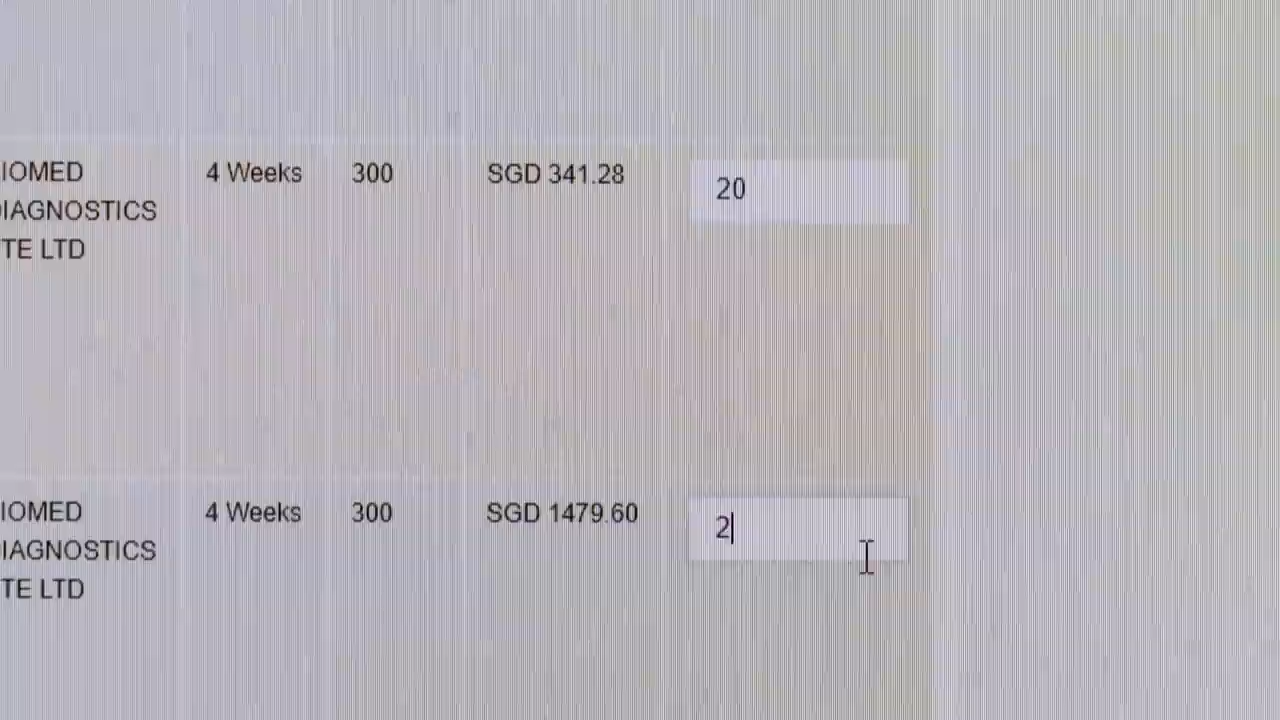 IOMED 4 Weeks 300 SGD 341.28 20
IAGNOSTICS
TE LTD
IOMED 4 Weeks 300 SGD 1479.60 2
IAGNOSTICS
TE LTD